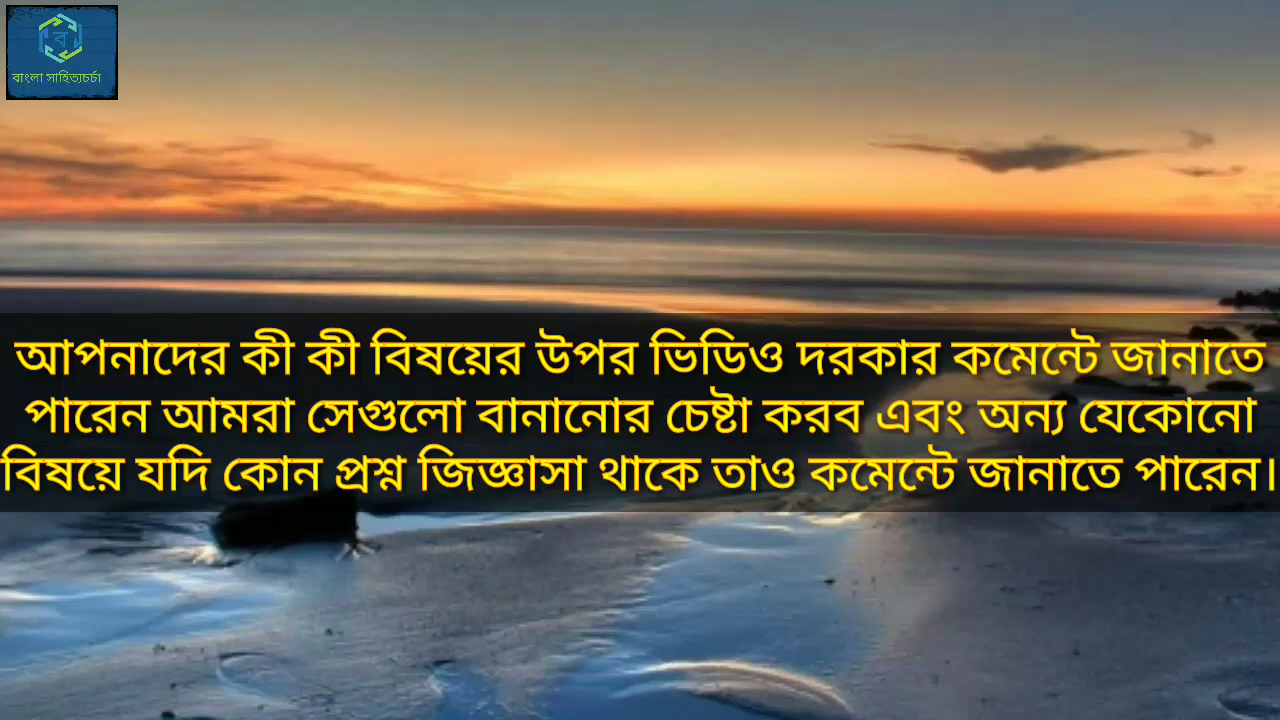 ব
বাংলা সাহিত্যচর্চা
আপনাদের কী কী বিষয়ের উপর ভিডিও দরকার কমেন্টে জানাতে
পারেন আমরা সেগুলো বানানোর চেষ্টা করব এবং অন্য যেকোনো
বিষয়ে যদি কোন প্রশ্ন জিজ্ঞাসা থাকে তাও কমেন্টে জানাতে পারেন।